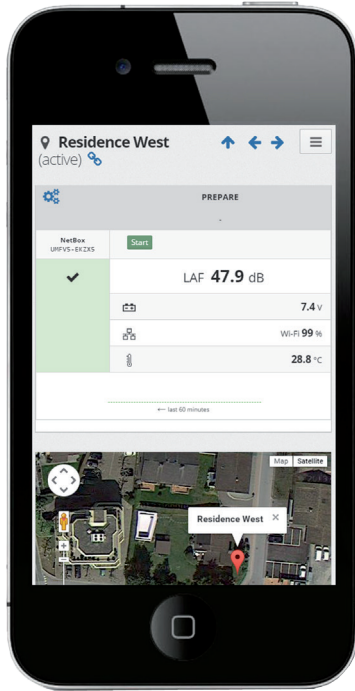 Residence West
(active)
PREPARE
-
NetBox
UMFVS-EKZXS
Start
LAF 47.9 dB
7.4 V
Wi-Fi 99 %
28.8 °C
← last 60 minutes
Map Satellite
Residence West ×